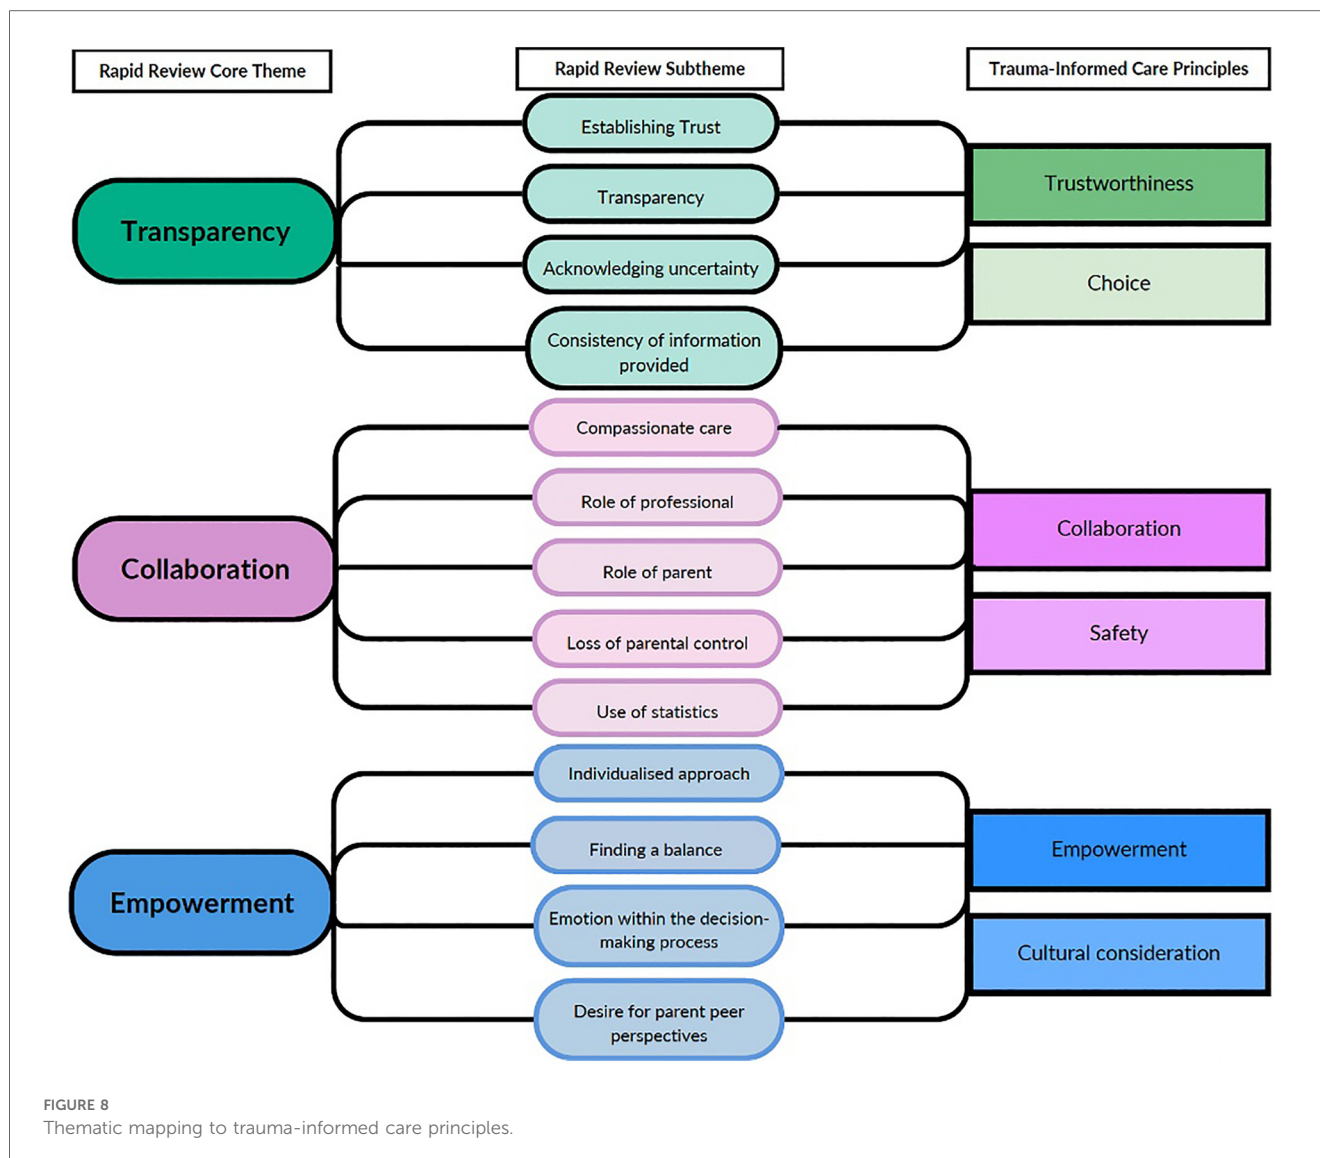 Rapid Review Core Theme
Rapid Review Subtheme
Trauma-Informed Care Principles
Transparency
Establishing Trust
Transparency
Acknowledging uncertainty
Consistency of information
provided
Trustworthiness
Choice
Collaboration
Compassionate care
Role of professional
Role of parent
Loss of parental control
Use of statistics
Collaboration
Safety
Empowerment
Individualised approach
Finding a balance
Emotion within the decision-
making process
Desire for parent peer
perspectives
Empowerment
Cultural consideration
FIGURE 8
Thematic mapping to trauma-informed care principles.